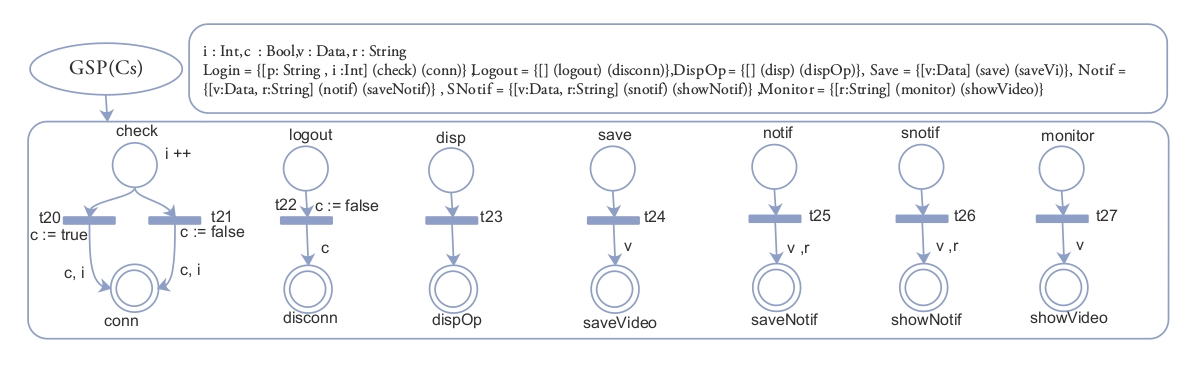 GSP(Cs)
i : Int,c : Bool,v : Data, r : String
Login = {[p: String , i :Int] (check) (conn)} ,Logout = {[] (logout) (disconn)},DispOp = {[] (disp) (dispOp)}, Save = {[v:Data] (save) (saveVi)}, Notif =
{[v:Data, r:String] (notif) (saveNotif)} , SNotif = {[v:Data, r:String] (snotif) (showNotif)} ,Monitor = {[r:String] (monitor) (showVideo)}
check logout disp save notif snotif monitor
i ++
t20 t21 t22 c := false t23 t24 t25 t26 t27
c := true c := false
c, i c, i c v v ,r v ,r v
conn disconn dispOp saveVideo saveNotif showNotif showVideo